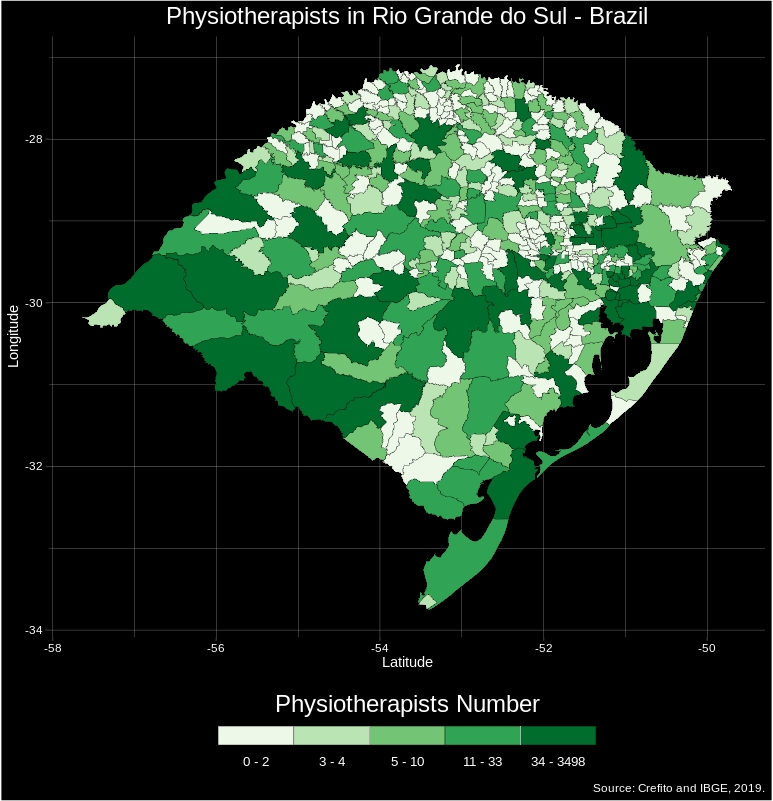 Physiotherapists in Rio Grande do Sul - Brazil
-28
-30
-32
-34
Longitude
-58 -56 -54 -52 -50
Latitude
Physiotherapists Number
0 - 2 3 - 4 5 - 10 11 - 33 34 - 3498
Source: Crefito and IBGE, 2019.